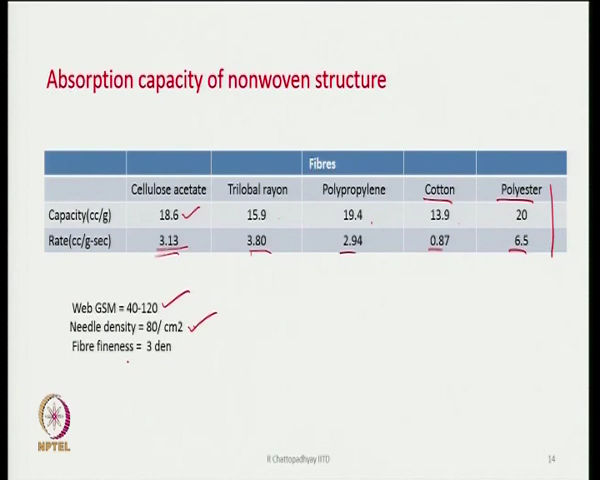 Absorption capacity of nonwoven structure
Fibres
Cellulose acetate Trilobal rayon Polypropylene Cotton Polyester
Capacity(cc/g) 18.6 15.9 19.4 13.9 20
Rate(cc/g-sec) 3.13 3.80 2.94 0.87 6.5
Web GSM = 40-120
Needle density = 80/ cm2
Fibre fineness = 3 den
NPTEL
R Chattopadhyay IITD
14